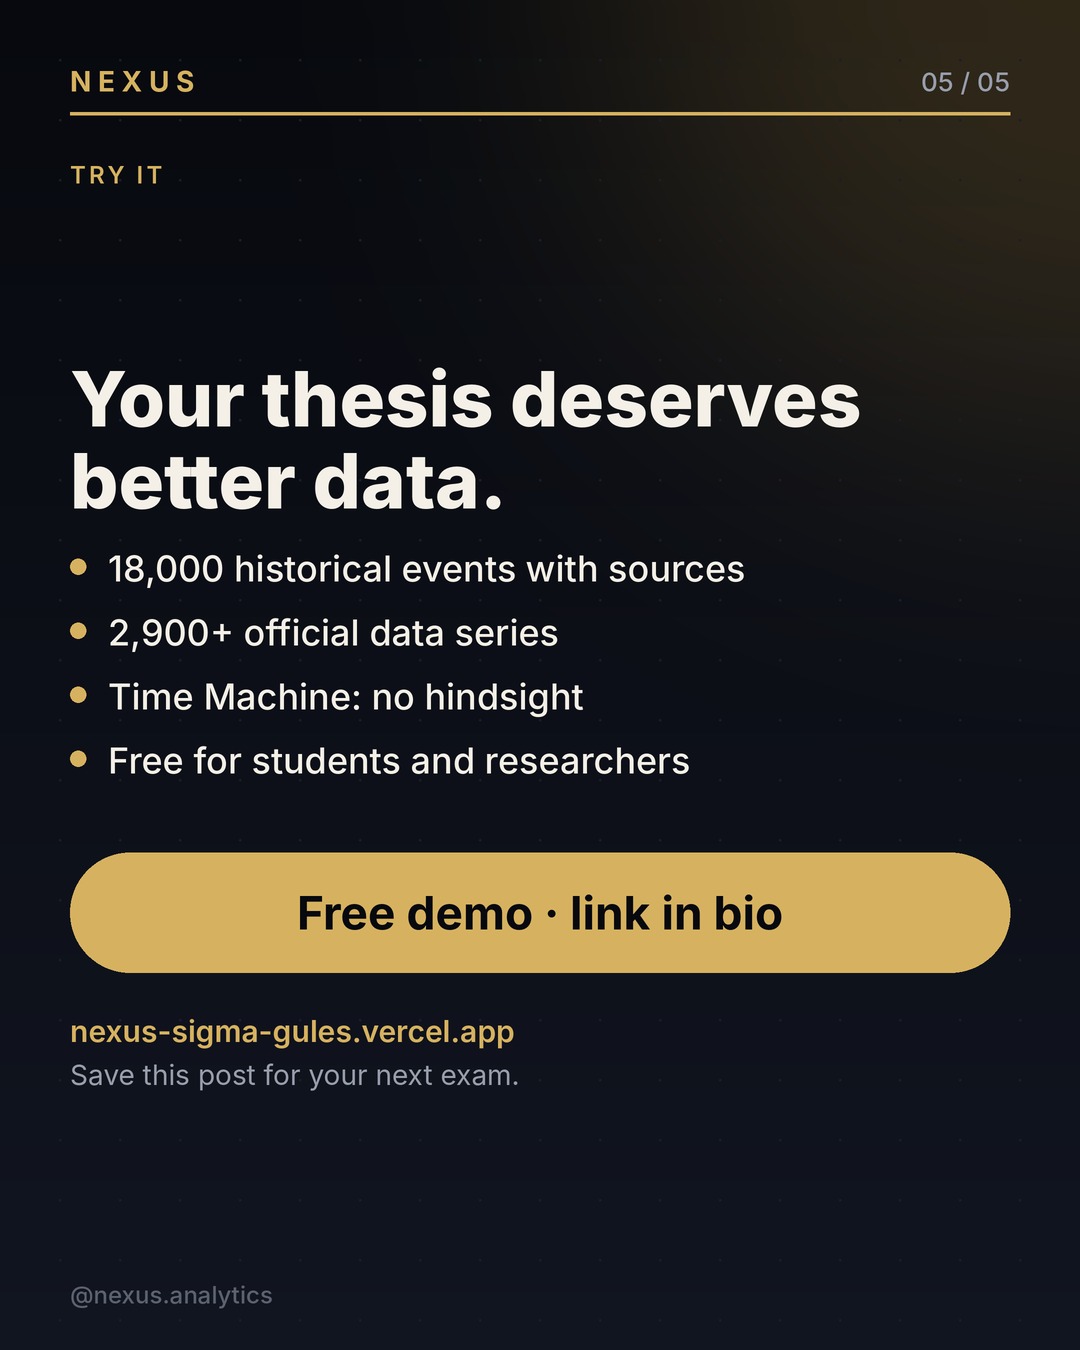 NEXUS
05 / 05
TRY IT
Your thesis deserves
better data.
18,000 historical events with sources
2,900+ official data series
Time Machine: no hindsight
Free for students and researchers
Free demo · link in bio
nexus-sigma-gules.vercel.app
Save this post for your next exam.
@nexus.analytics